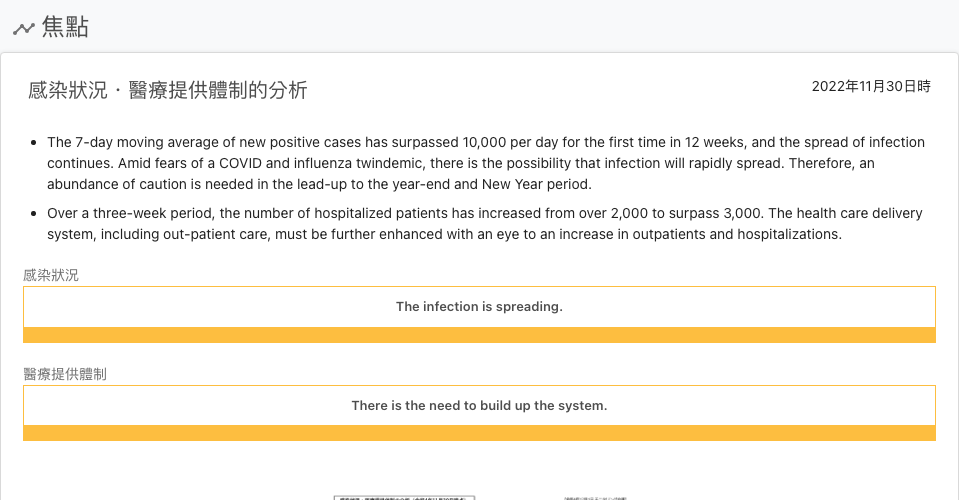 焦點
感染狀況・醫療提供體制的分析
2022年11月30日時
The 7-day moving average of new positive cases has surpassed 10,000 per day for the first time in 12 weeks, and the spread of infection
continues. Amid fears of a COVID and influenza twindemic, there is the possibility that infection will rapidly spread. Therefore, an
abundance of caution is needed in the lead-up to the year-end and New Year period.
Over a three-week period, the number of hospitalized patients has increased from over 2,000 to surpass 3,000. The health care delivery
system, including out-patient care, must be further enhanced with an eye to an increase in outpatients and hospitalizations.
感染狀況
The infection is spreading.
醫療提供體制
There is the need to build up the system.